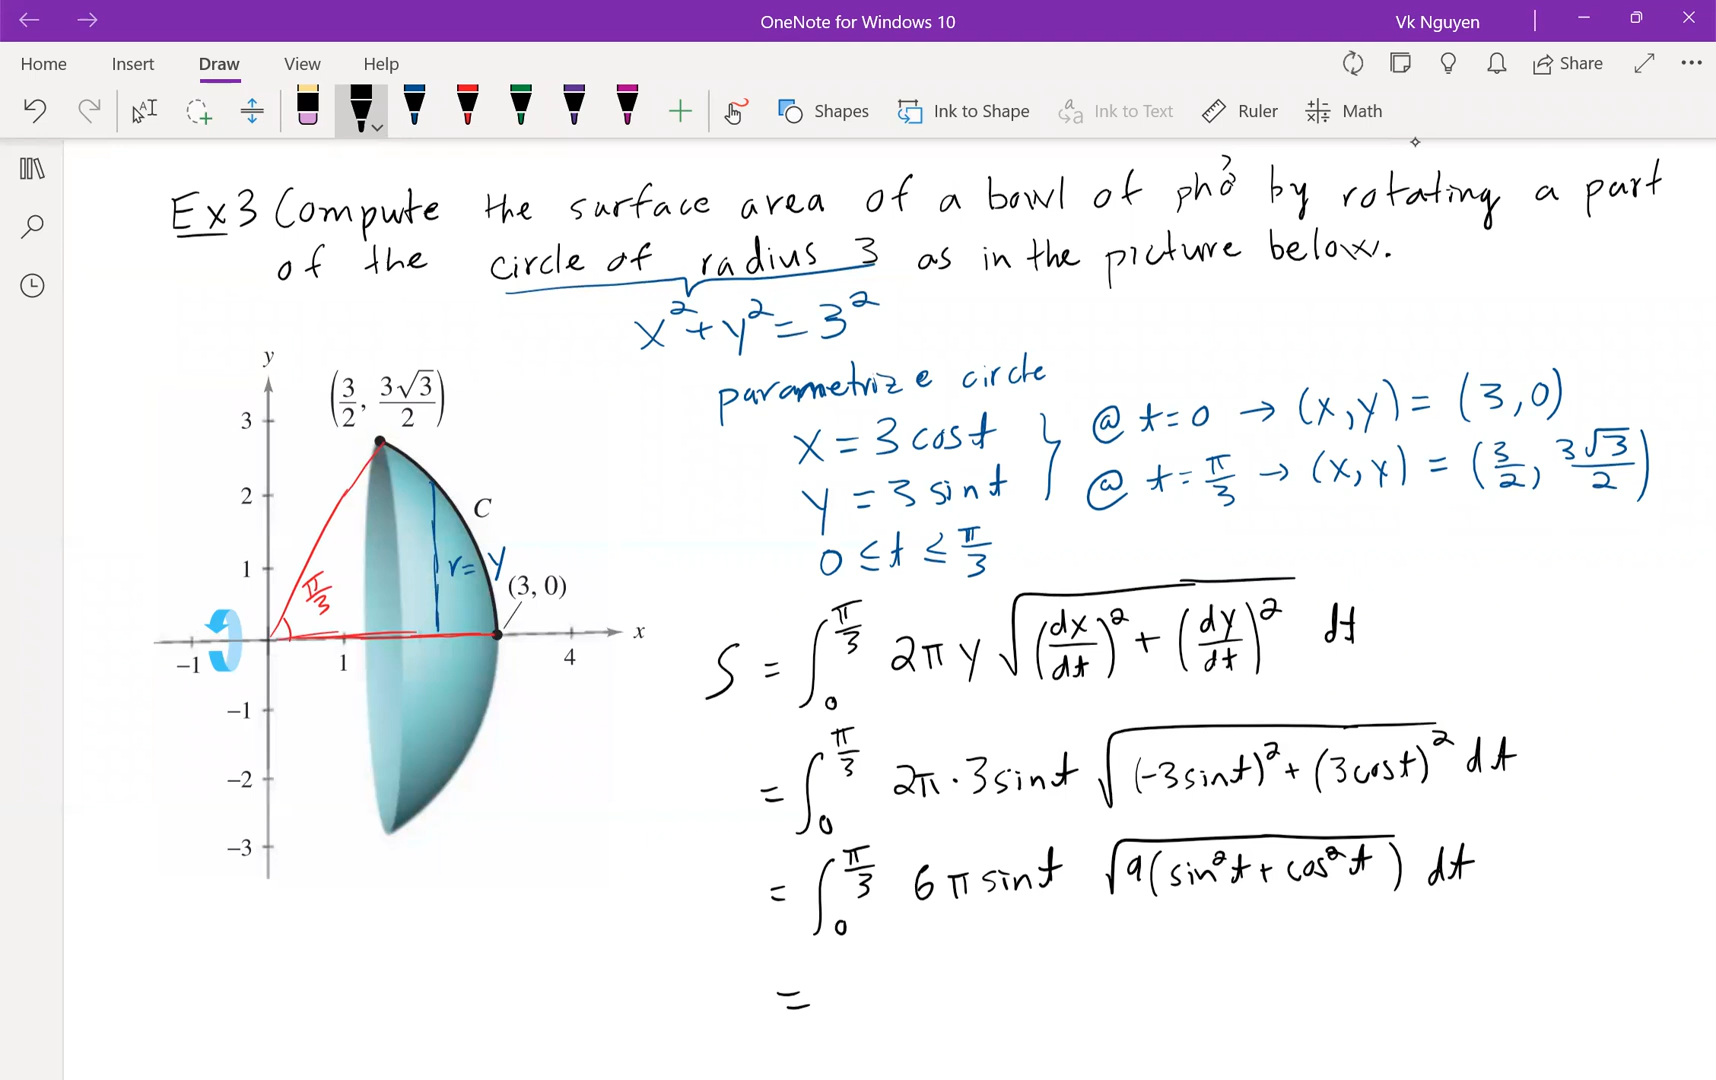 OneNote for Windows 10
Vk Nguyen
Home Insert Draw View Help
Share
Shapes Ink to Shape Ink to Text Ruler Math
Ex3 Compute the surface area of a bowl of phở by rotating a part
of the circle of radius 3 as in the picture below.
x² + y² = 3²
parametrize circle
x = 3 cos t
y = 3 sin t
@ t = 0 → (x, y) = (3, 0)
@ t = π/3 → (x, y) = (3/2, 3√3/2)
0 ≤ t ≤ π/3
S = ∫₀^(π/3) 2π y √((dx/dt)² + (dy/dt)²) dt
= ∫₀^(π/3) 2π · 3 sin t √((-3 sin t)² + (3 cos t)²) dt
= ∫₀^(π/3) 6π sin t √(9(sin² t + cos² t)) dt
=
y
(3/2, 3√3/2)
3
2
C
1
r = y
π/3
(3, 0)
x
−1
1
4
−1
−2
−3